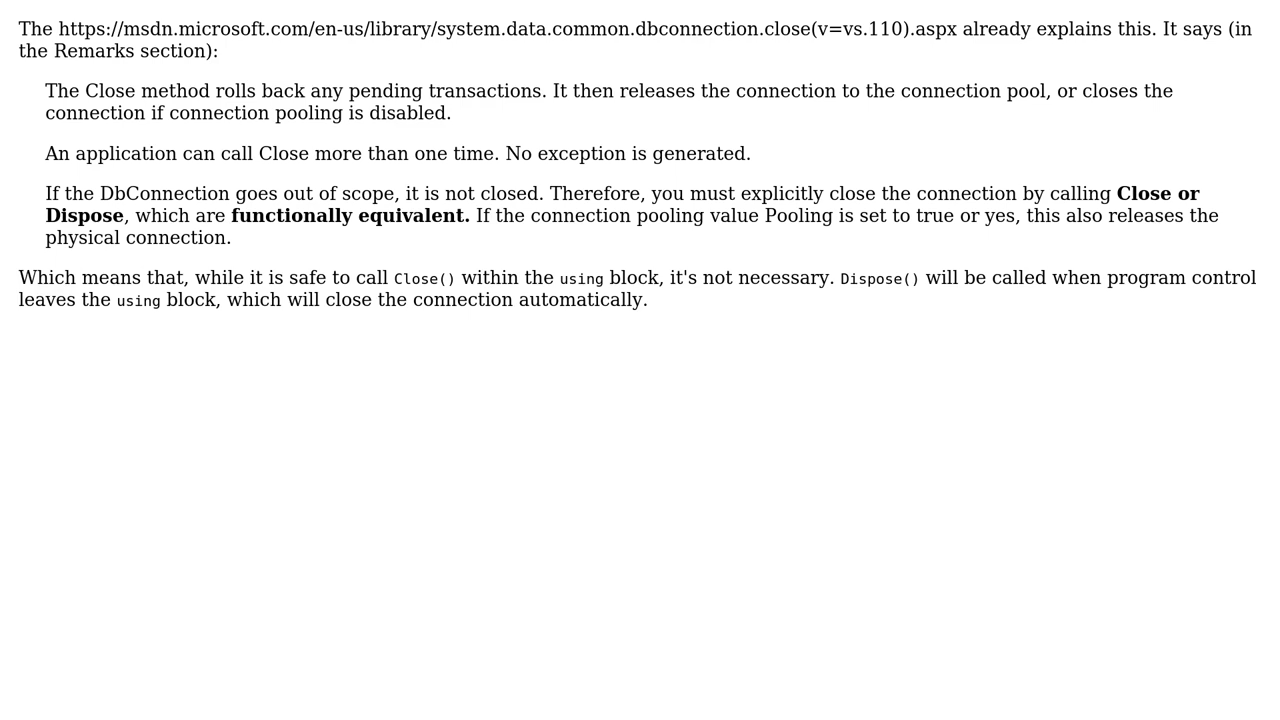 The https://msdn.microsoft.com/en-us/library/system.data.common.dbconnection.close(v=vs.110).aspx already explains this. It says (in
the Remarks section):
The Close method rolls back any pending transactions. It then releases the connection to the connection pool, or closes the
connection if connection pooling is disabled.
An application can call Close more than one time. No exception is generated.
If the DbConnection goes out of scope, it is not closed. Therefore, you must explicitly close the connection by calling Close or
Dispose, which are functionally equivalent. If the connection pooling value Pooling is set to true or yes, this also releases the
physical connection.
Which means that, while it is safe to call Close() within the using block, it's not necessary. Dispose() will be called when program control
leaves the using block, which will close the connection automatically.